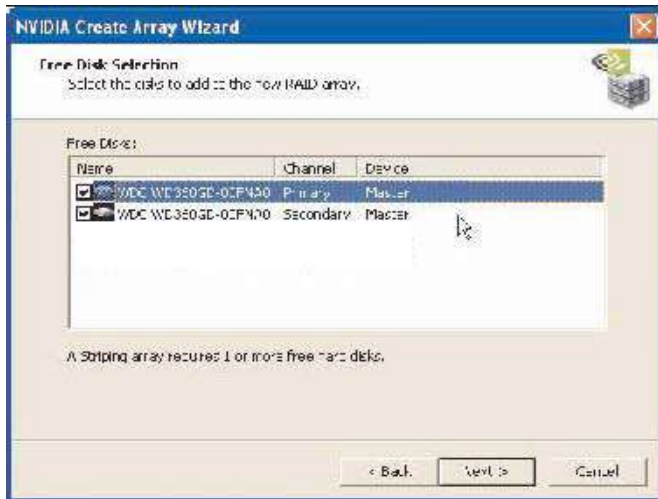 NVIDIA Create Array Wizard
Free Disk Selection
Select the disks to add to the new RAID array.
Free Disks:
Name Channel Device
WDC Primary Master
WDC Secondary Master
A Striping array requires 1 or more free hard disks.
< Back Next > Cancel